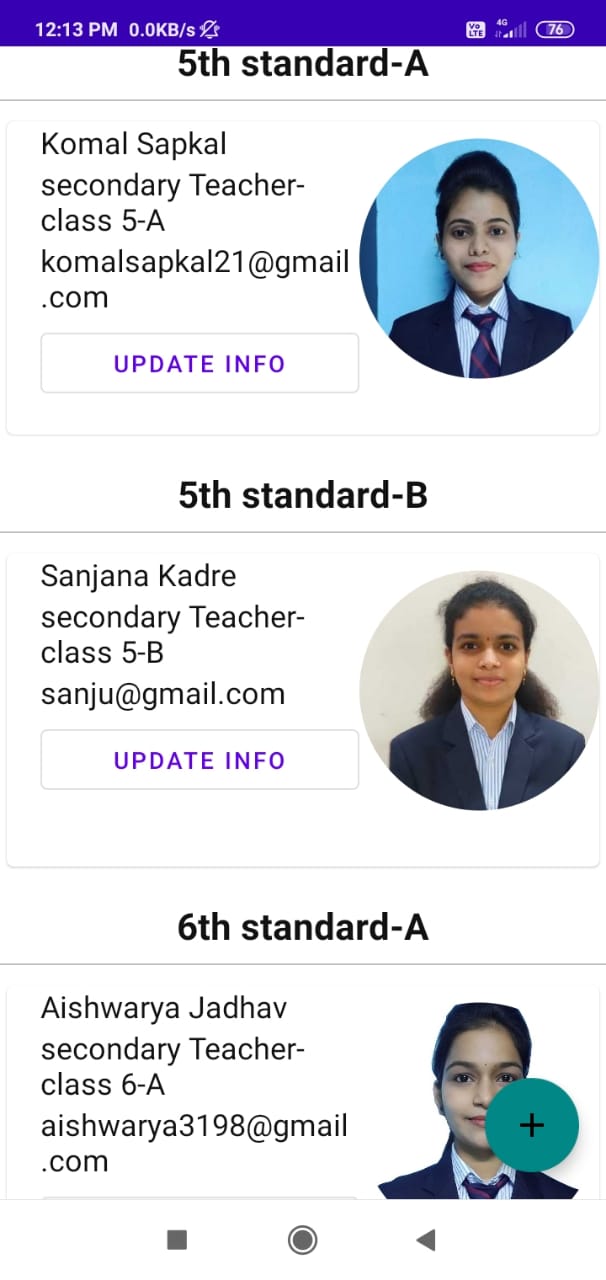 12:13 PM 0.0KB/s Vo LTE 4G 76
5th standard-A
Komal Sapkal
secondary Teacher-
class 5-A
komalsapkal21@gmail
.com
UPDATE INFO
5th standard-B
Sanjana Kadre
secondary Teacher-
class 5-B
sanju@gmail.com
UPDATE INFO
6th standard-A
Aishwarya Jadhav
secondary Teacher-
class 6-A
aishwarya3198@gmail
.com
+